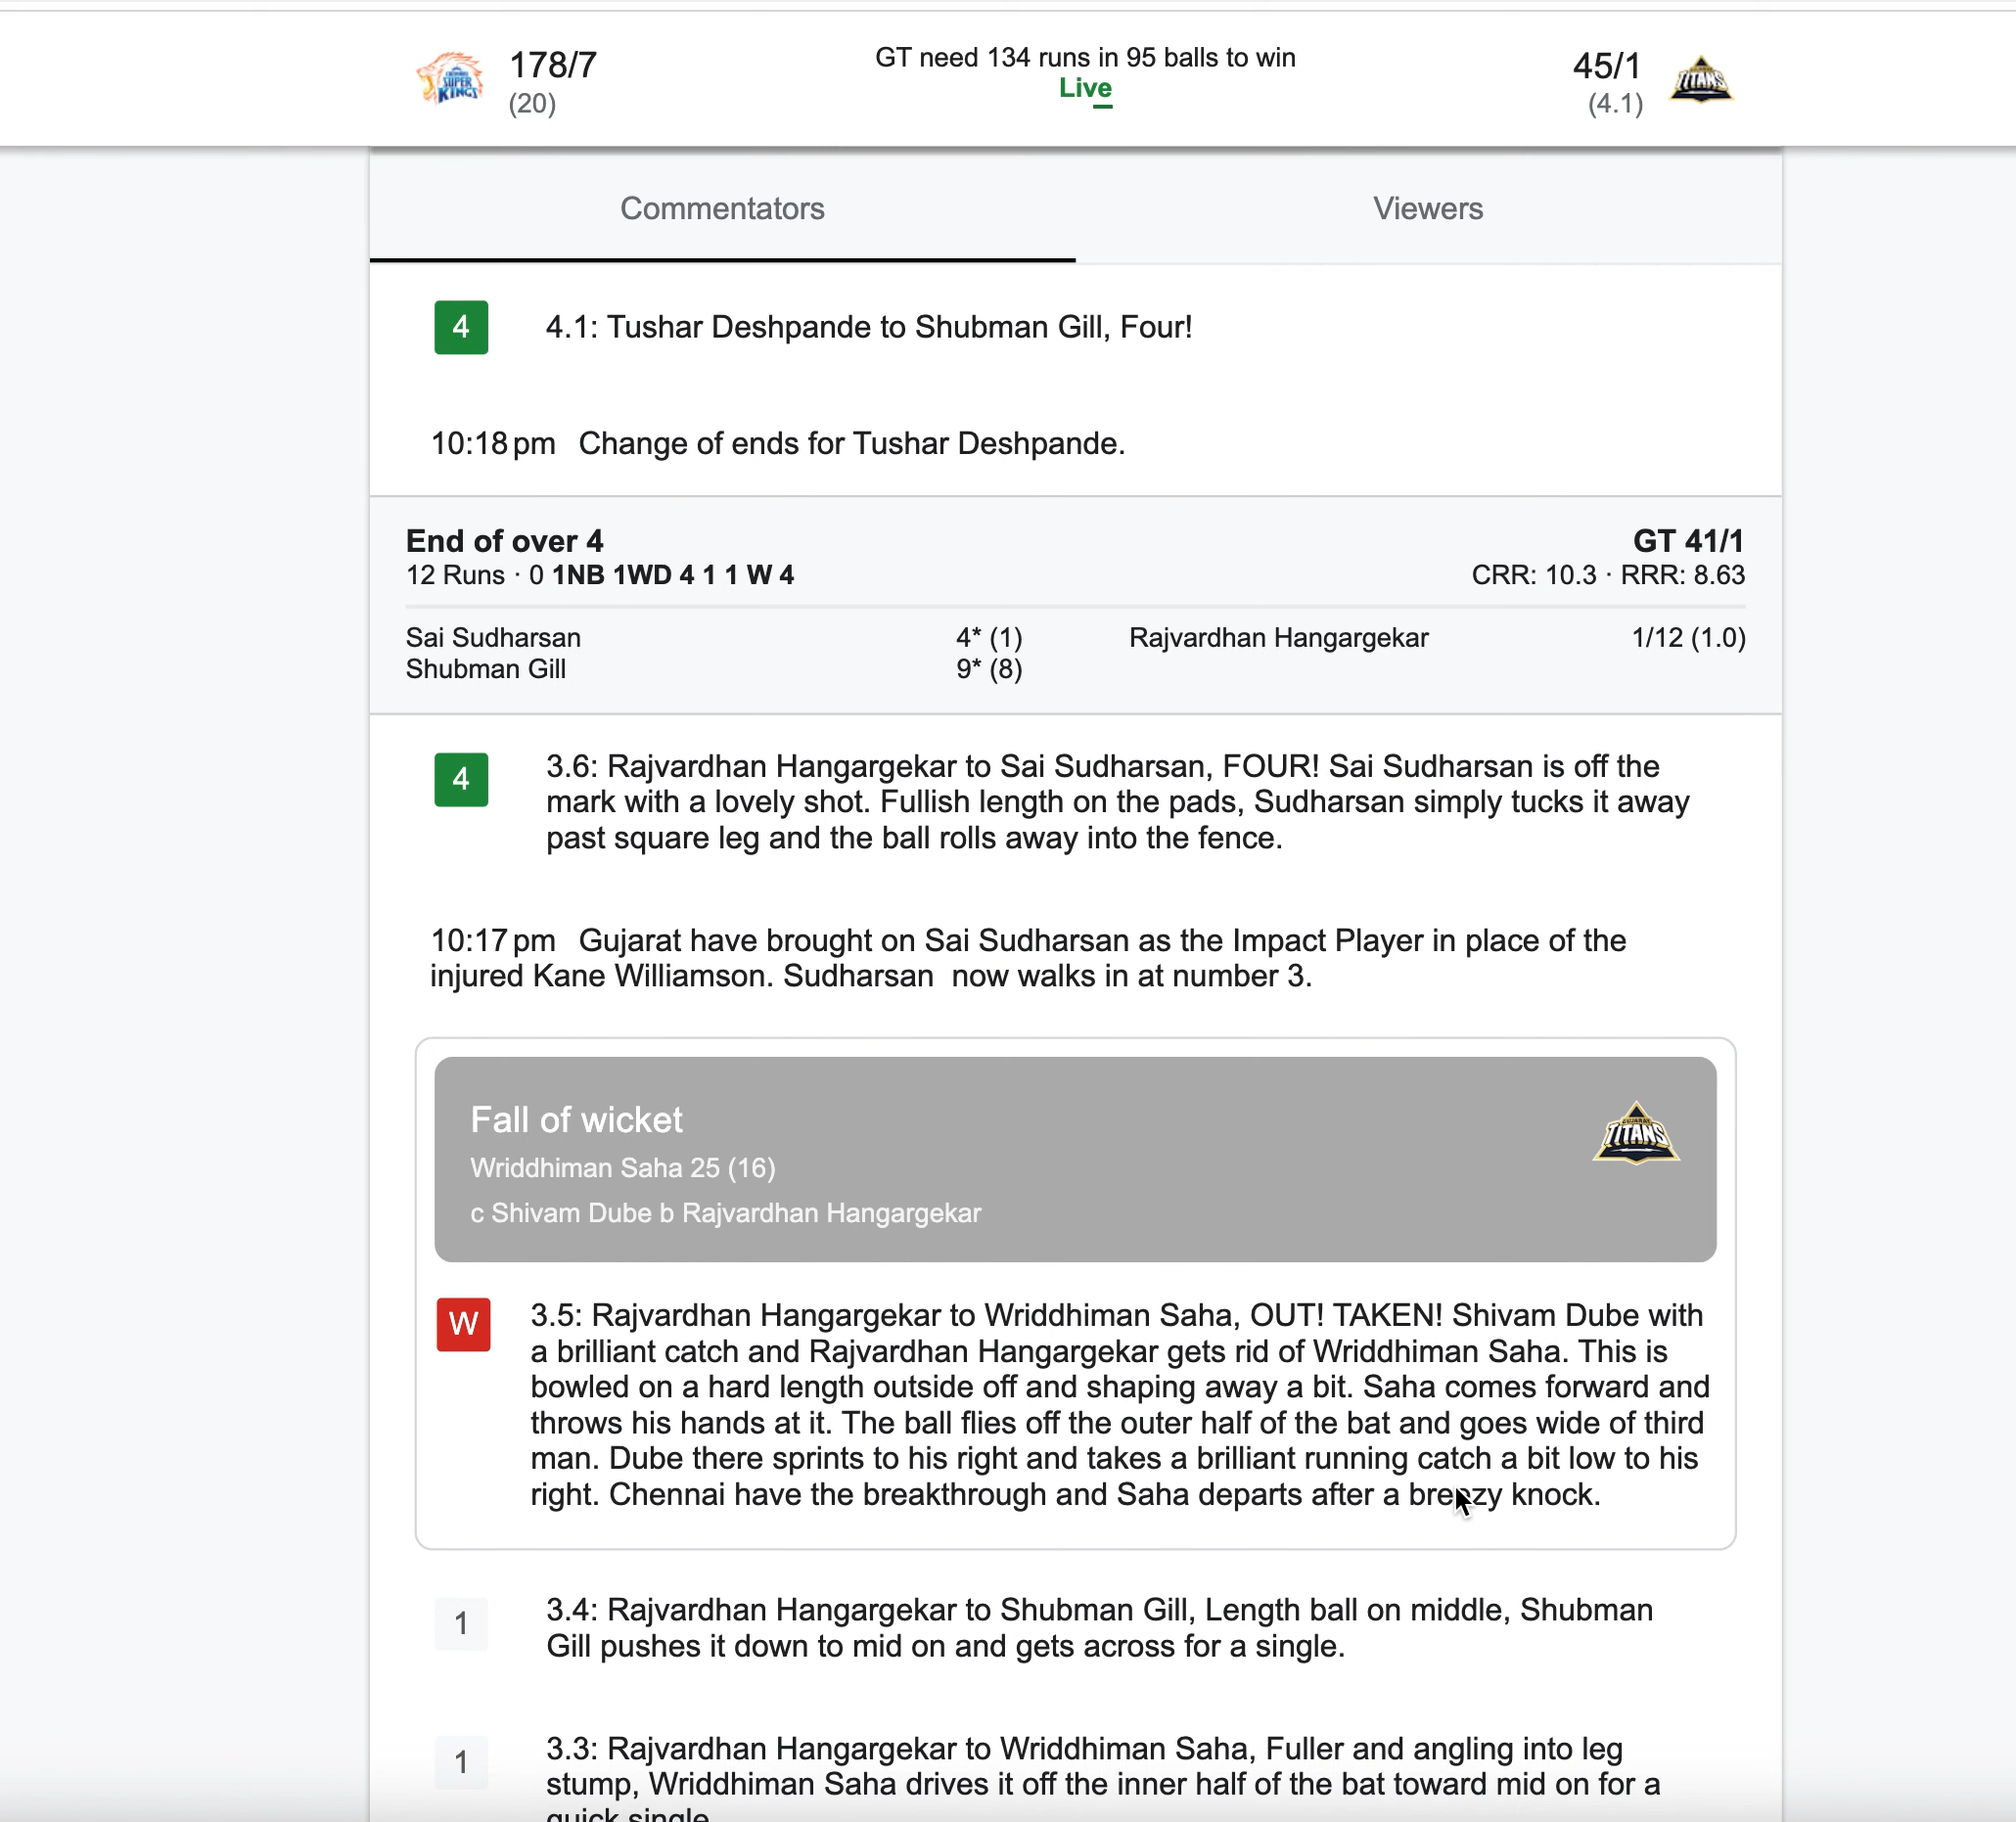 178/7
(20)
GT need 134 runs in 95 balls to win
Live
45/1
(4.1)
SUPER
KINGS
TITANS
Commentators
Viewers
4
4.1: Tushar Deshpande to Shubman Gill, Four!
10:18 pm Change of ends for Tushar Deshpande.
End of over 4
GT 41/1
12 Runs · 0 1NB 1WD 4 1 1 W 4
CRR: 10.3 · RRR: 8.63
Sai Sudharsan 4* (1) Rajvardhan Hangargekar 1/12 (1.0)
Shubman Gill 9* (8)
4
3.6: Rajvardhan Hangargekar to Sai Sudharsan, FOUR! Sai Sudharsan is off the
mark with a lovely shot. Fullish length on the pads, Sudharsan simply tucks it away
past square leg and the ball rolls away into the fence.
10:17 pm Gujarat have brought on Sai Sudharsan as the Impact Player in place of the
injured Kane Williamson. Sudharsan now walks in at number 3.
Fall of wicket
Wriddhiman Saha 25 (16)
c Shivam Dube b Rajvardhan Hangargekar
GUJARAT
TITANS
W
3.5: Rajvardhan Hangargekar to Wriddhiman Saha, OUT! TAKEN! Shivam Dube with
a brilliant catch and Rajvardhan Hangargekar gets rid of Wriddhiman Saha. This is
bowled on a hard length outside off and shaping away a bit. Saha comes forward and
throws his hands at it. The ball flies off the outer half of the bat and goes wide of third
man. Dube there sprints to his right and takes a brilliant running catch a bit low to his
right. Chennai have the breakthrough and Saha departs after a breezy knock.
1
3.4: Rajvardhan Hangargekar to Shubman Gill, Length ball on middle, Shubman
Gill pushes it down to mid on and gets across for a single.
1
3.3: Rajvardhan Hangargekar to Wriddhiman Saha, Fuller and angling into leg
stump, Wriddhiman Saha drives it off the inner half of the bat toward mid on for a
quick single